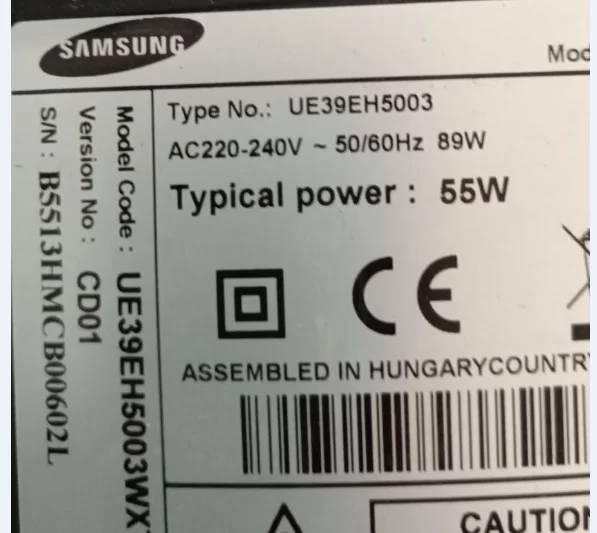 SAMSUNG
Type No.: UE39EH5003
AC220-240V ~ 50/60Hz 89W
Typical power : 55W
CE
ASSEMBLED IN HUNGARYCOUNTR
CAUTIO
Model Code : UE39EH5003WX
Version No : CD01
S/N : B5513HMCB00602L